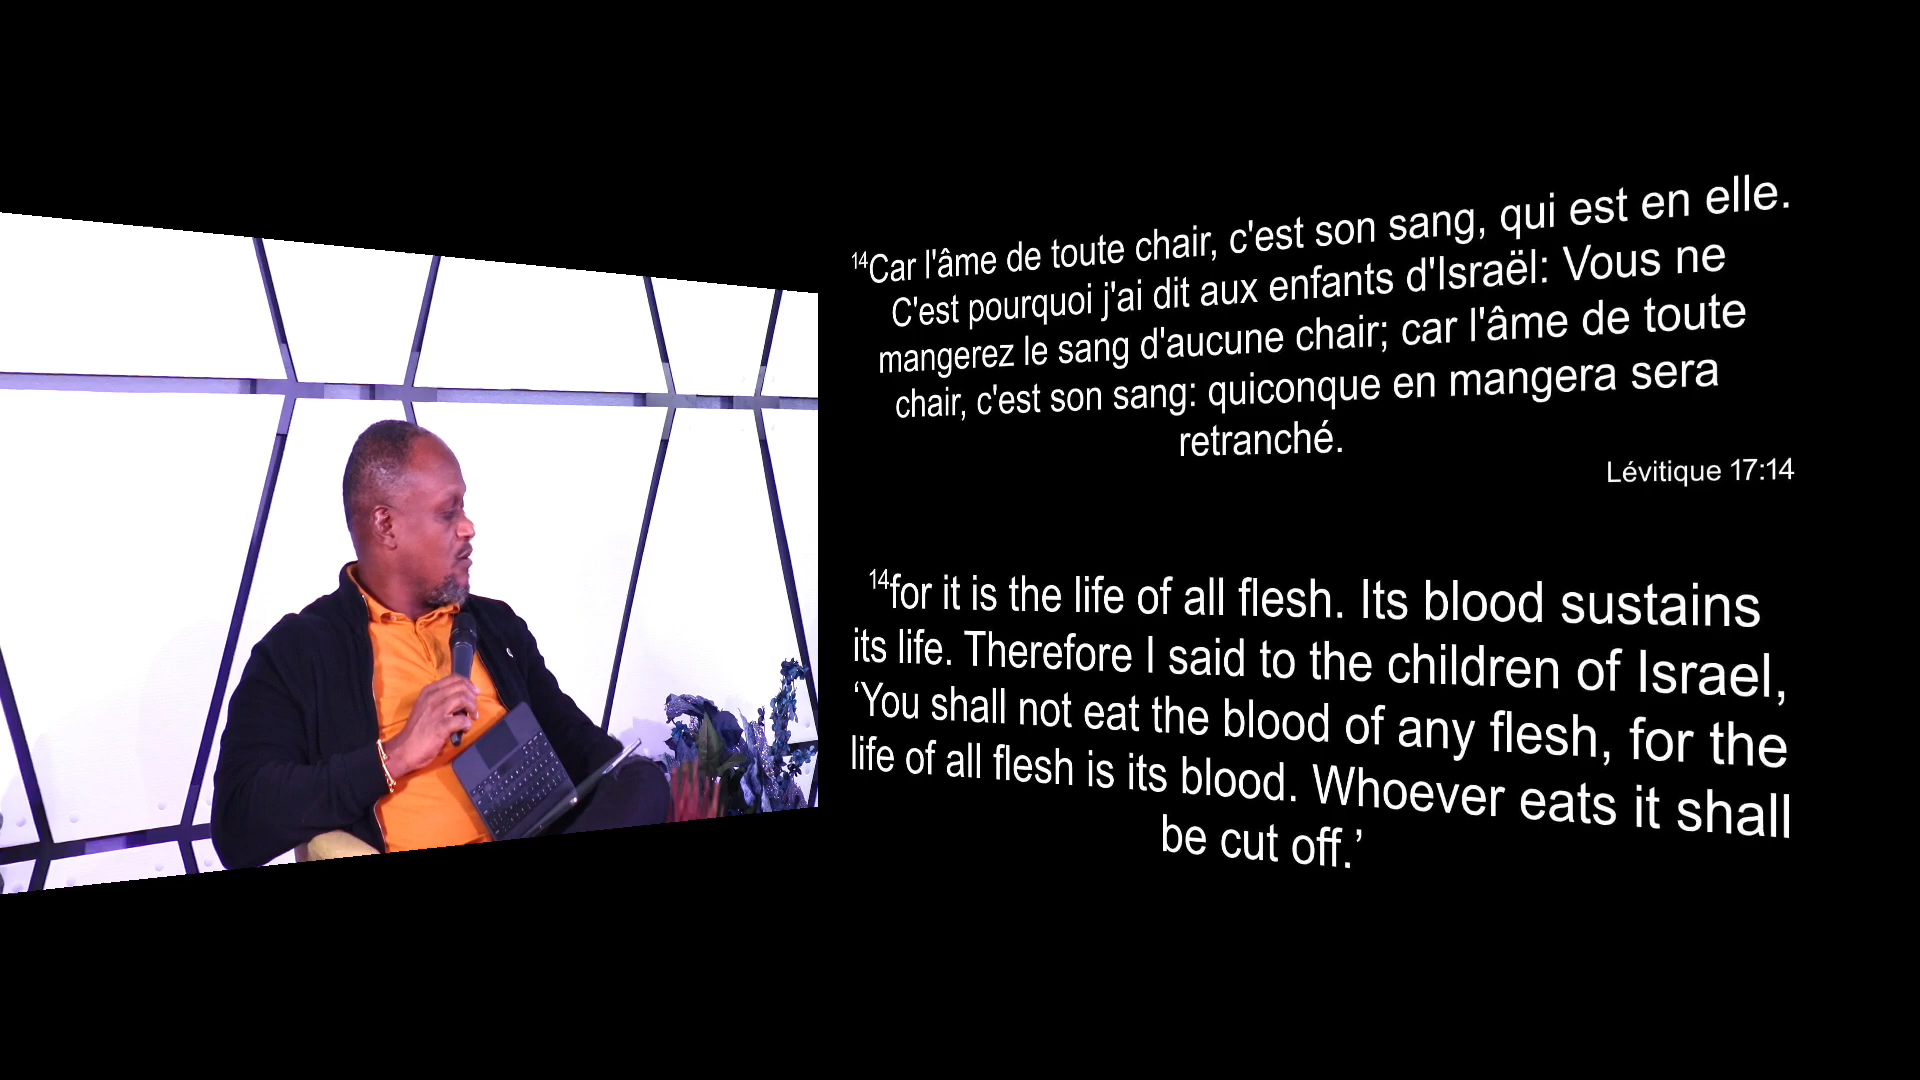 14Car l'âme de toute chair, c'est son sang, qui est en elle.
C'est pourquoi j'ai dit aux enfants d'Israël: Vous ne
mangerez le sang d'aucune chair; car l'âme de toute
chair, c'est son sang: quiconque en mangera sera
retranché.
Lévitique 17:14
14for it is the life of all flesh. Its blood sustains
its life. Therefore I said to the children of Israel,
‘You shall not eat the blood of any flesh, for the
life of all flesh is its blood. Whoever eats it shall
be cut off.’